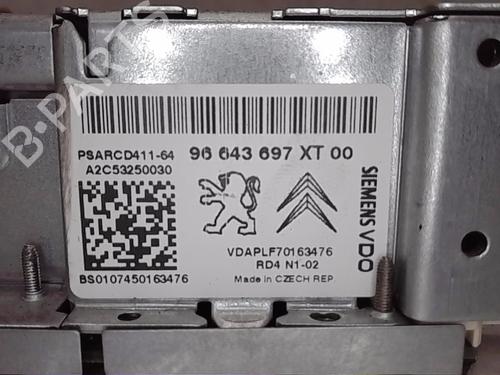 B-PARTS
PSARCD411-64
96 643 697 XT 00
A2C53250030
SIEMENS VDO
VDAPLF70163476
RD4 N1-02
BS0107450163476
Made in CZECH REP.